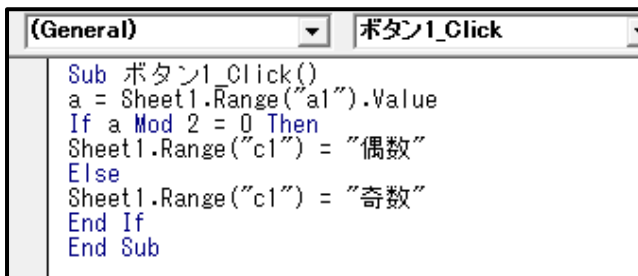 (General) ボタン1_Click
Sub ボタン1_Click()
a = Sheet1.Range("a1").Value
If a Mod 2 = 0 Then
Sheet1.Range("c1") = "偶数"
Else
Sheet1.Range("c1") = "奇数"
End If
End Sub